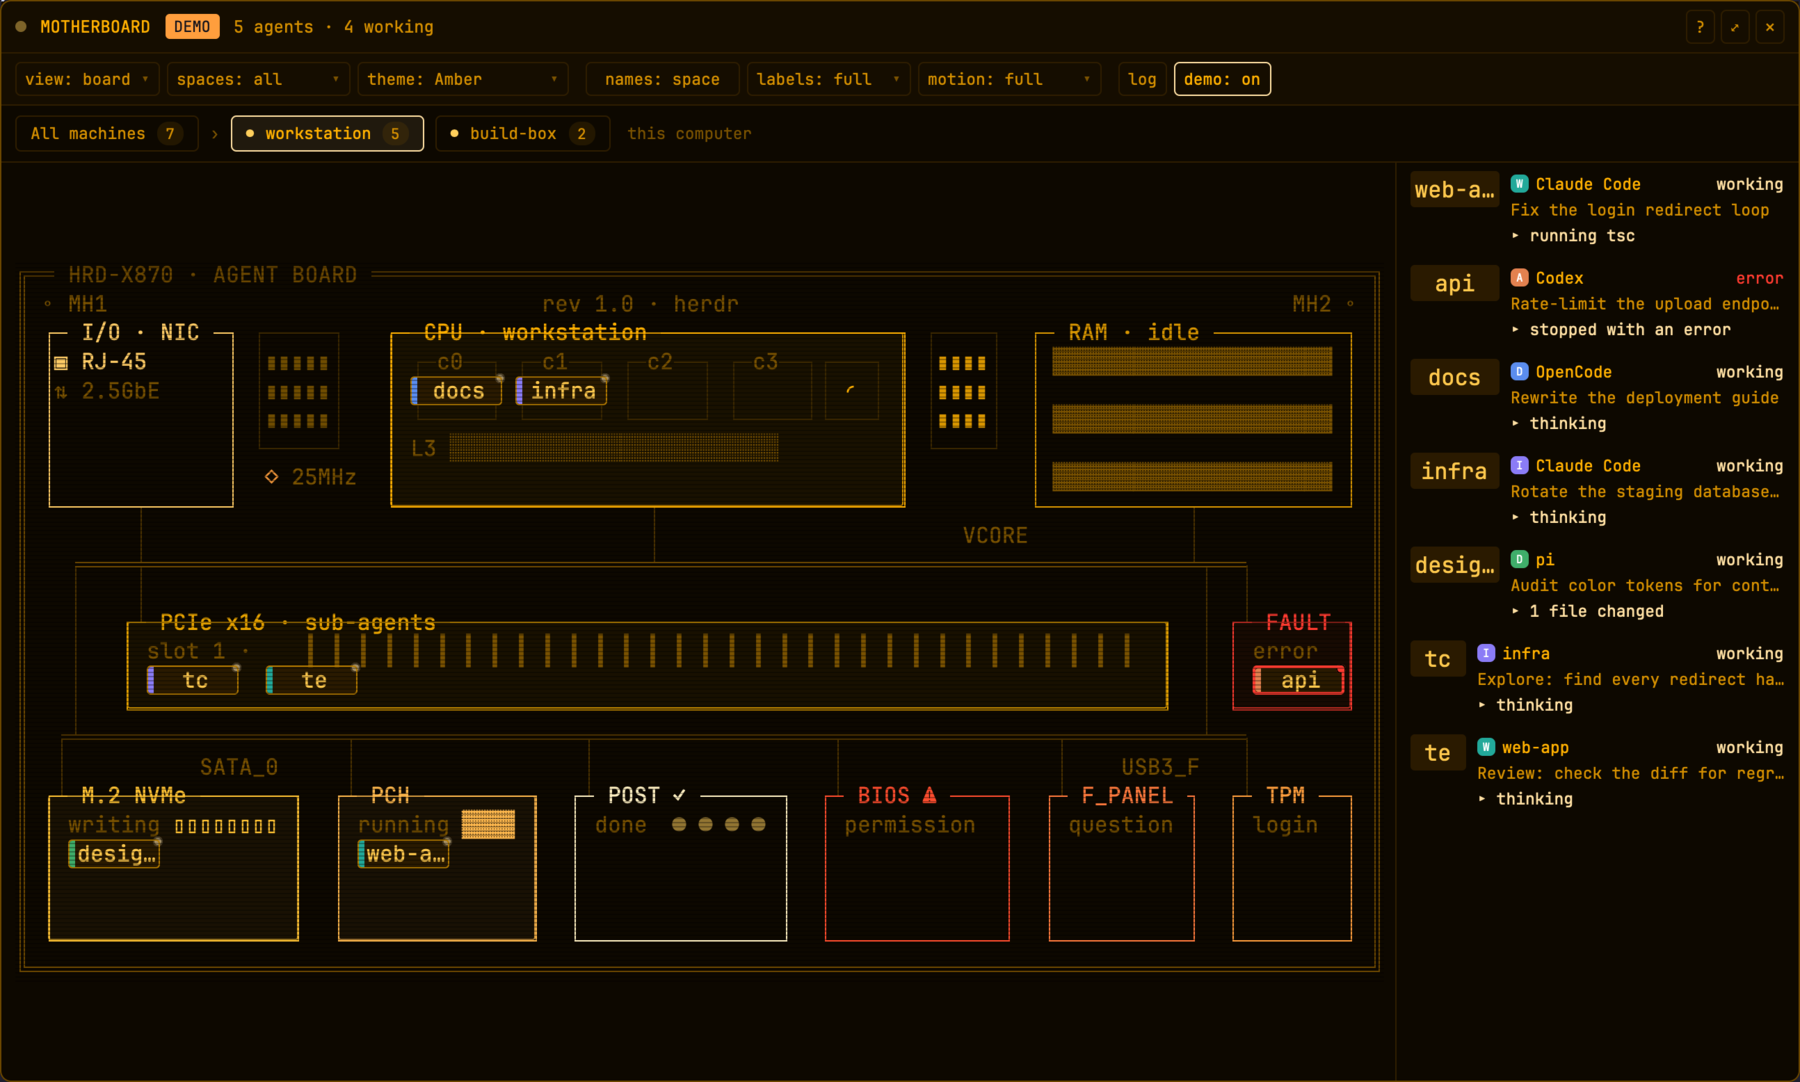 MOTHERBOARD DEMO 5 agents · 4 working ? ⤢ ×
view: board ▾ spaces: all ▾ theme: Amber ▾ names: space labels: full ▾ motion: full ▾ log demo: on
All machines 7 › workstation 5 build-box 2 this computer
HRD-X870 · AGENT BOARD
MH1 rev 1.0 · herdr MH2
I/O · NIC
RJ-45
2.5GbE
25MHz
CPU · workstation
c0 c1 c2 c3
docs infra
L3
RAM · idle
VCORE
PCIe x16 · sub-agents
slot 1 ·
tc te
FAULT
error
api
SATA_0 USB3_F
M.2 NVMe
writing
desig…
PCH
running
web-a…
POST ✓
done
BIOS
permission
F_PANEL
question
TPM
login
web-a… W Claude Code working
Fix the login redirect loop
▸ running tsc
api A Codex error
Rate-limit the upload endpo…
▸ stopped with an error
docs D OpenCode working
Rewrite the deployment guide
▸ thinking
infra I Claude Code working
Rotate the staging database…
▸ thinking
desig… D pi working
Audit color tokens for cont…
▸ 1 file changed
tc I infra working
Explore: find every redirect ha…
▸ thinking
te W web-app working
Review: check the diff for regr…
▸ thinking